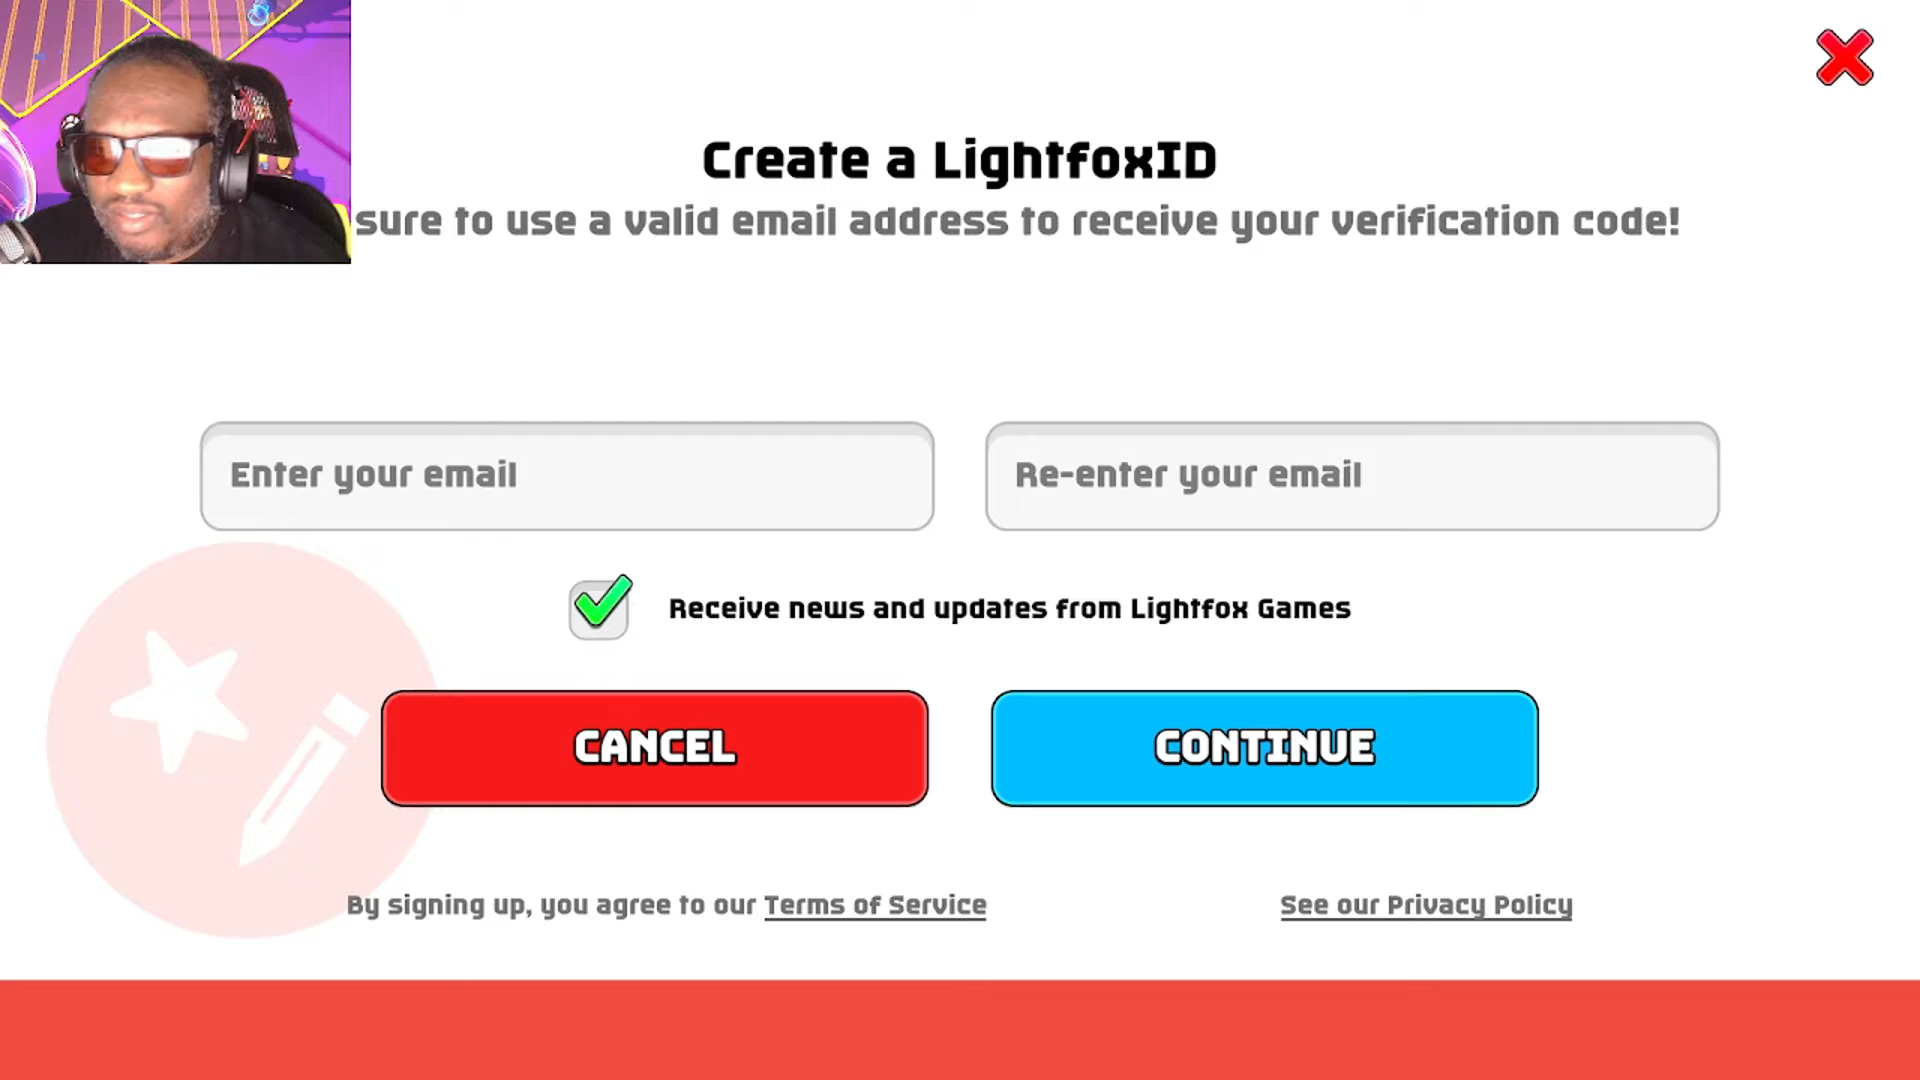 Create a LightfoxID
sure to use a valid email address to receive your verification code!
Enter your email
Re-enter your email
Receive news and updates from Lightfox Games
CANCEL
CONTINUE
By signing up, you agree to our Terms of Service
See our Privacy Policy